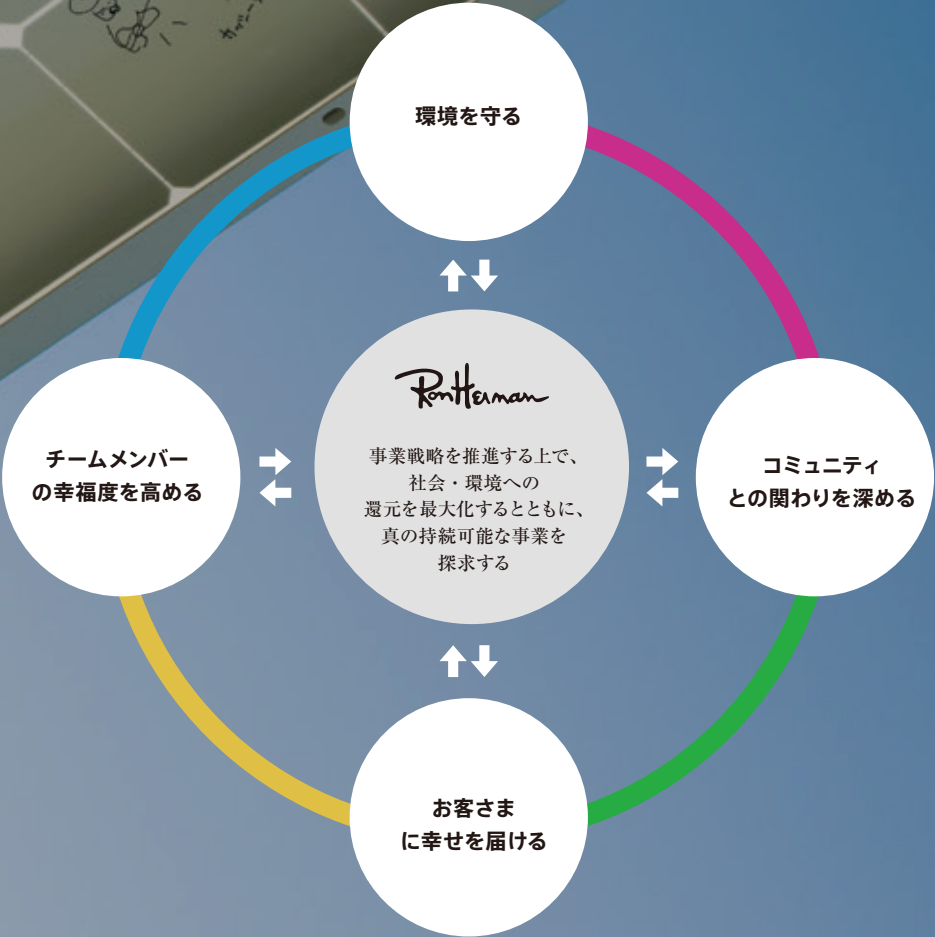 環境を守る
Ron Herman
事業戦略を推進する上で、
社会・環境への
還元を最大化するとともに、
真の持続可能な事業を
探求する
チームメンバー
の幸福度を高める
コミュニティ
との関わりを深める
お客さま
に幸せを届ける